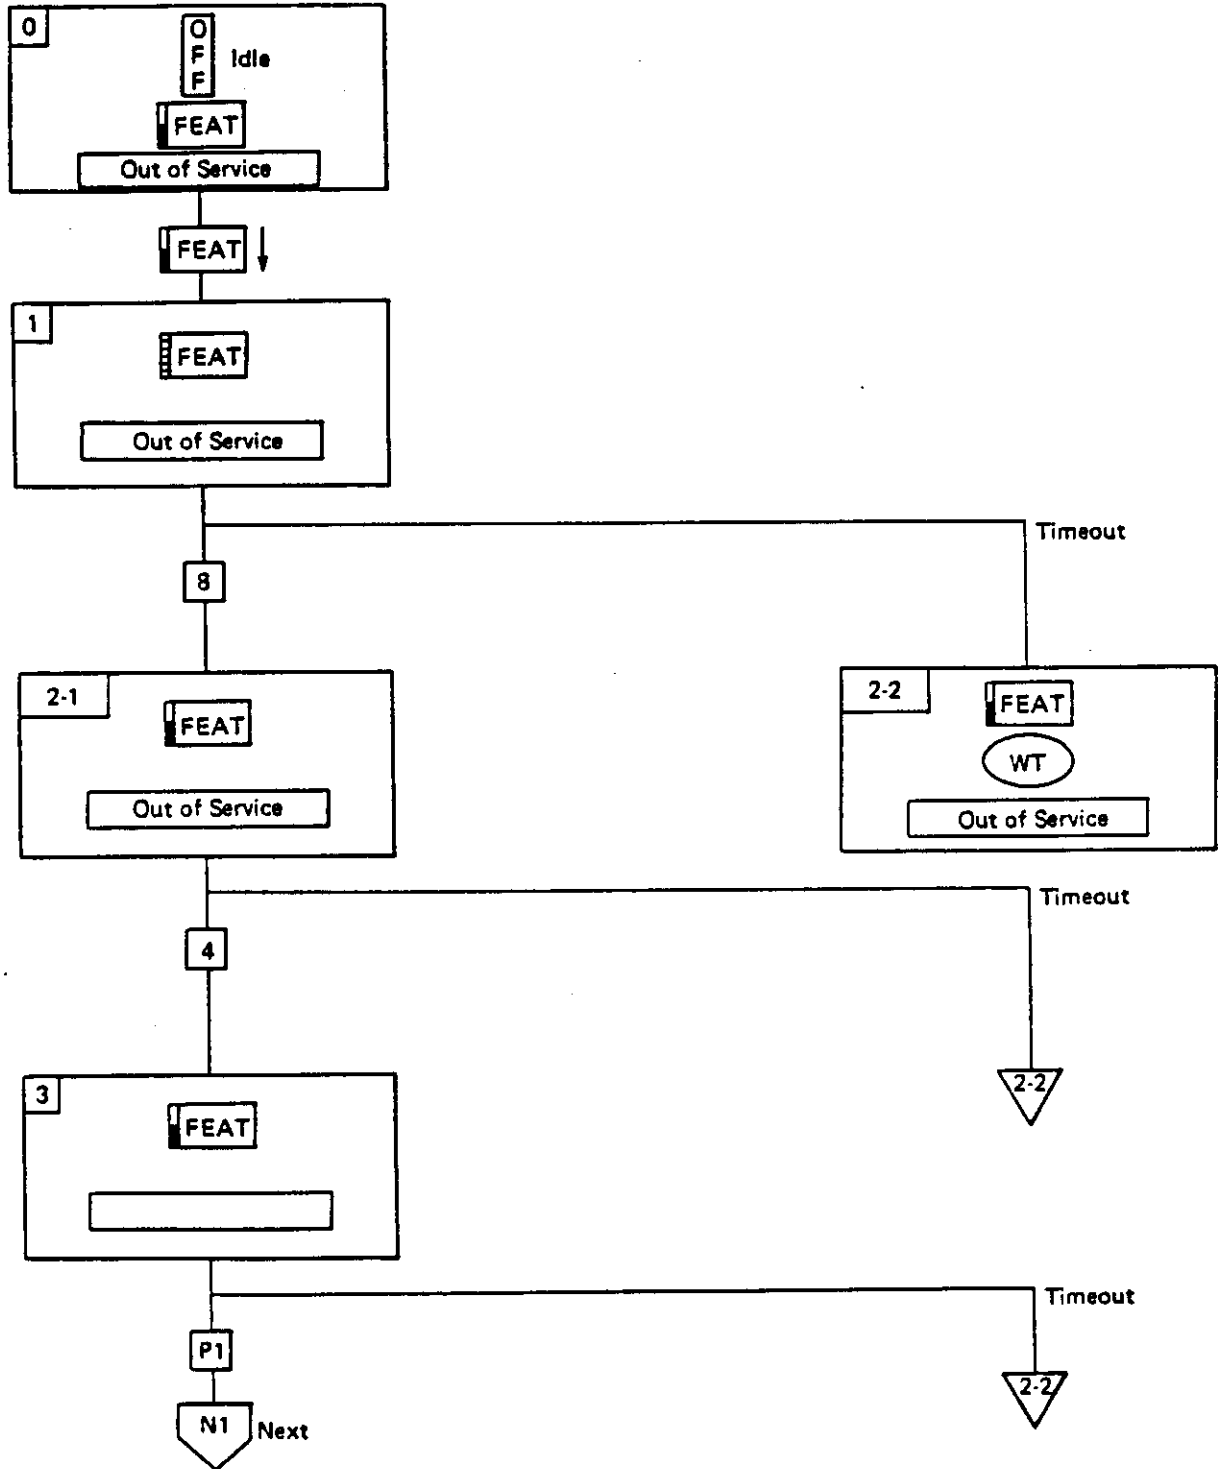 0
OFF
Idle
FEAT
Out of Service
FEAT
1
FEAT
Out of Service
Timeout
8
2-1
FEAT
Out of Service
2-2
FEAT
WT
Out of Service
Timeout
4
2-2
3
FEAT
Timeout
P1
2-2
N1 Next